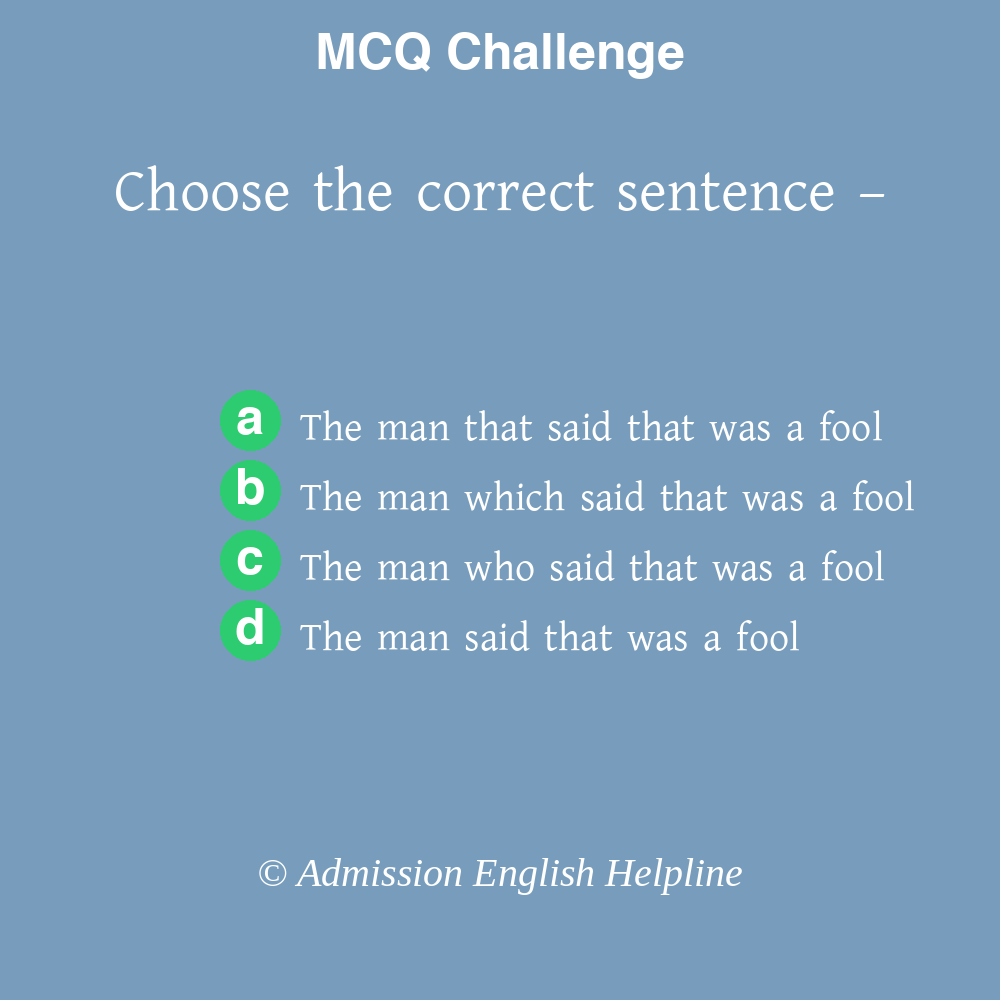 MCQ Challenge
Choose the correct sentence –
a The man that said that was a fool
b The man which said that was a fool
c The man who said that was a fool
d The man said that was a fool
© Admission English Helpline